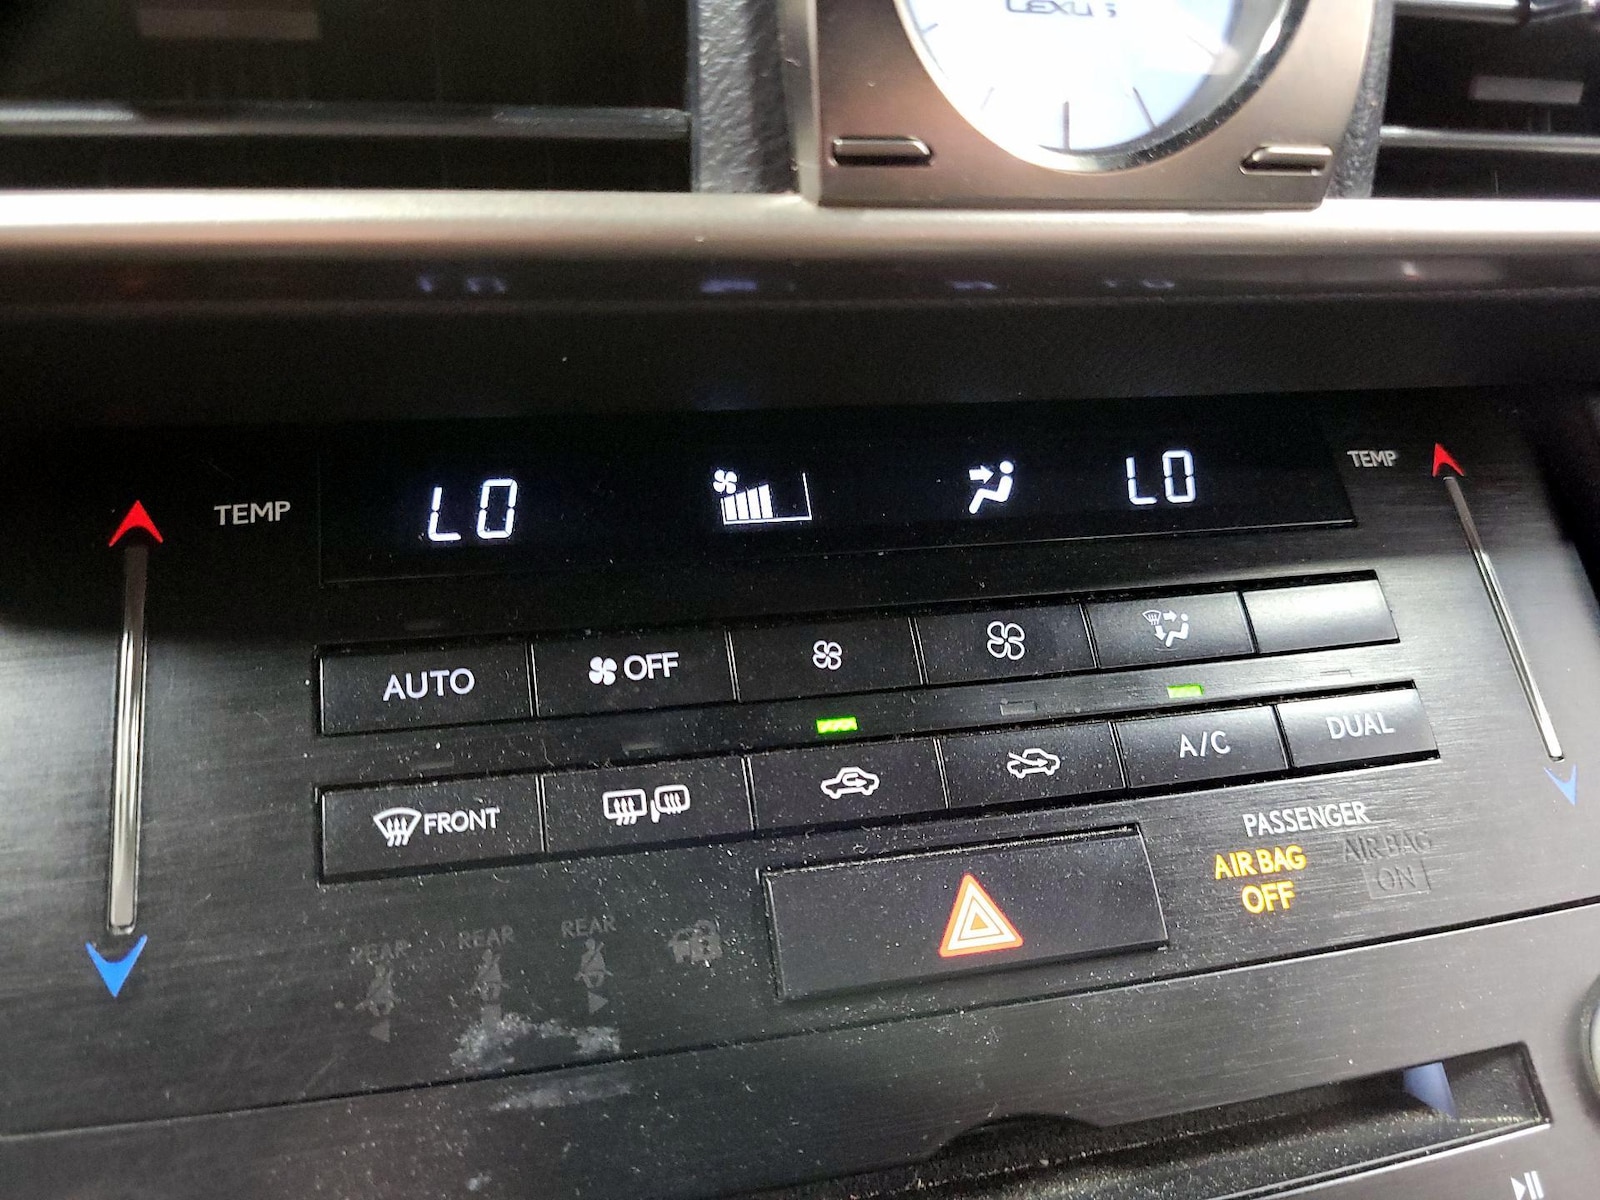 LEXUS
TEMP
LO
LO
TEMP
AUTO
OFF
FRONT
A/C
DUAL
PASSENGER
AIR BAG
OFF
AIR BAG
ON
REAR
REAR
REAR